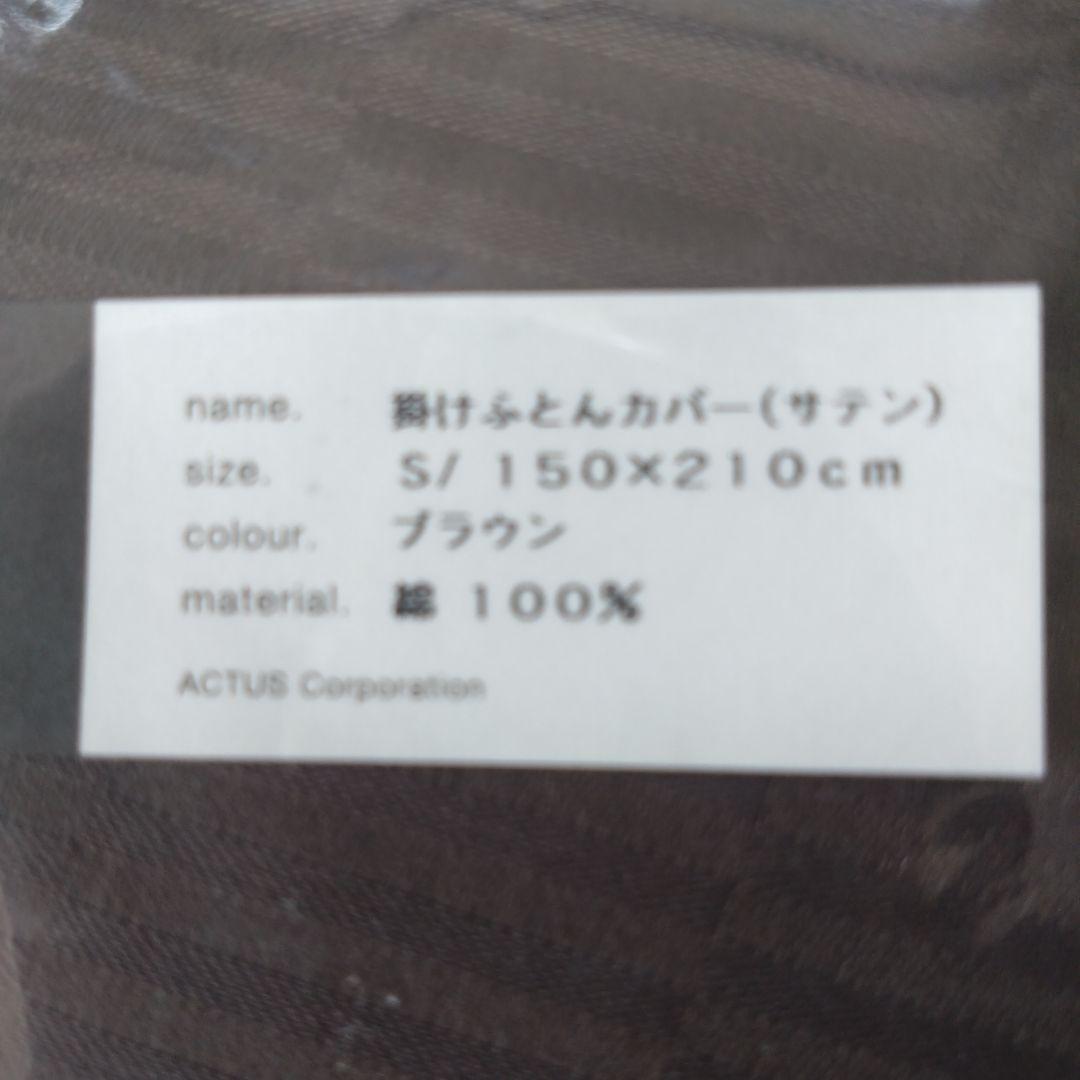 name. 掛けふとんカバー(サテン)
size. S/ 150×210cm
colour. ブラウン
material. 綿 100%
ACTUS Corporation